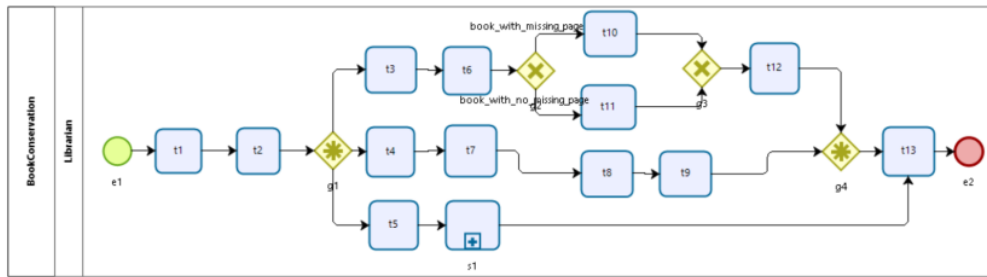 BookConservation
Librarian
e1
t1
t2
g1
t3
t6
book_with_missing_page
g2
book_with_no_missing_page
t10
t11
g3
t12
t4
t7
t8
t9
g4
t5
s1
t13
e2